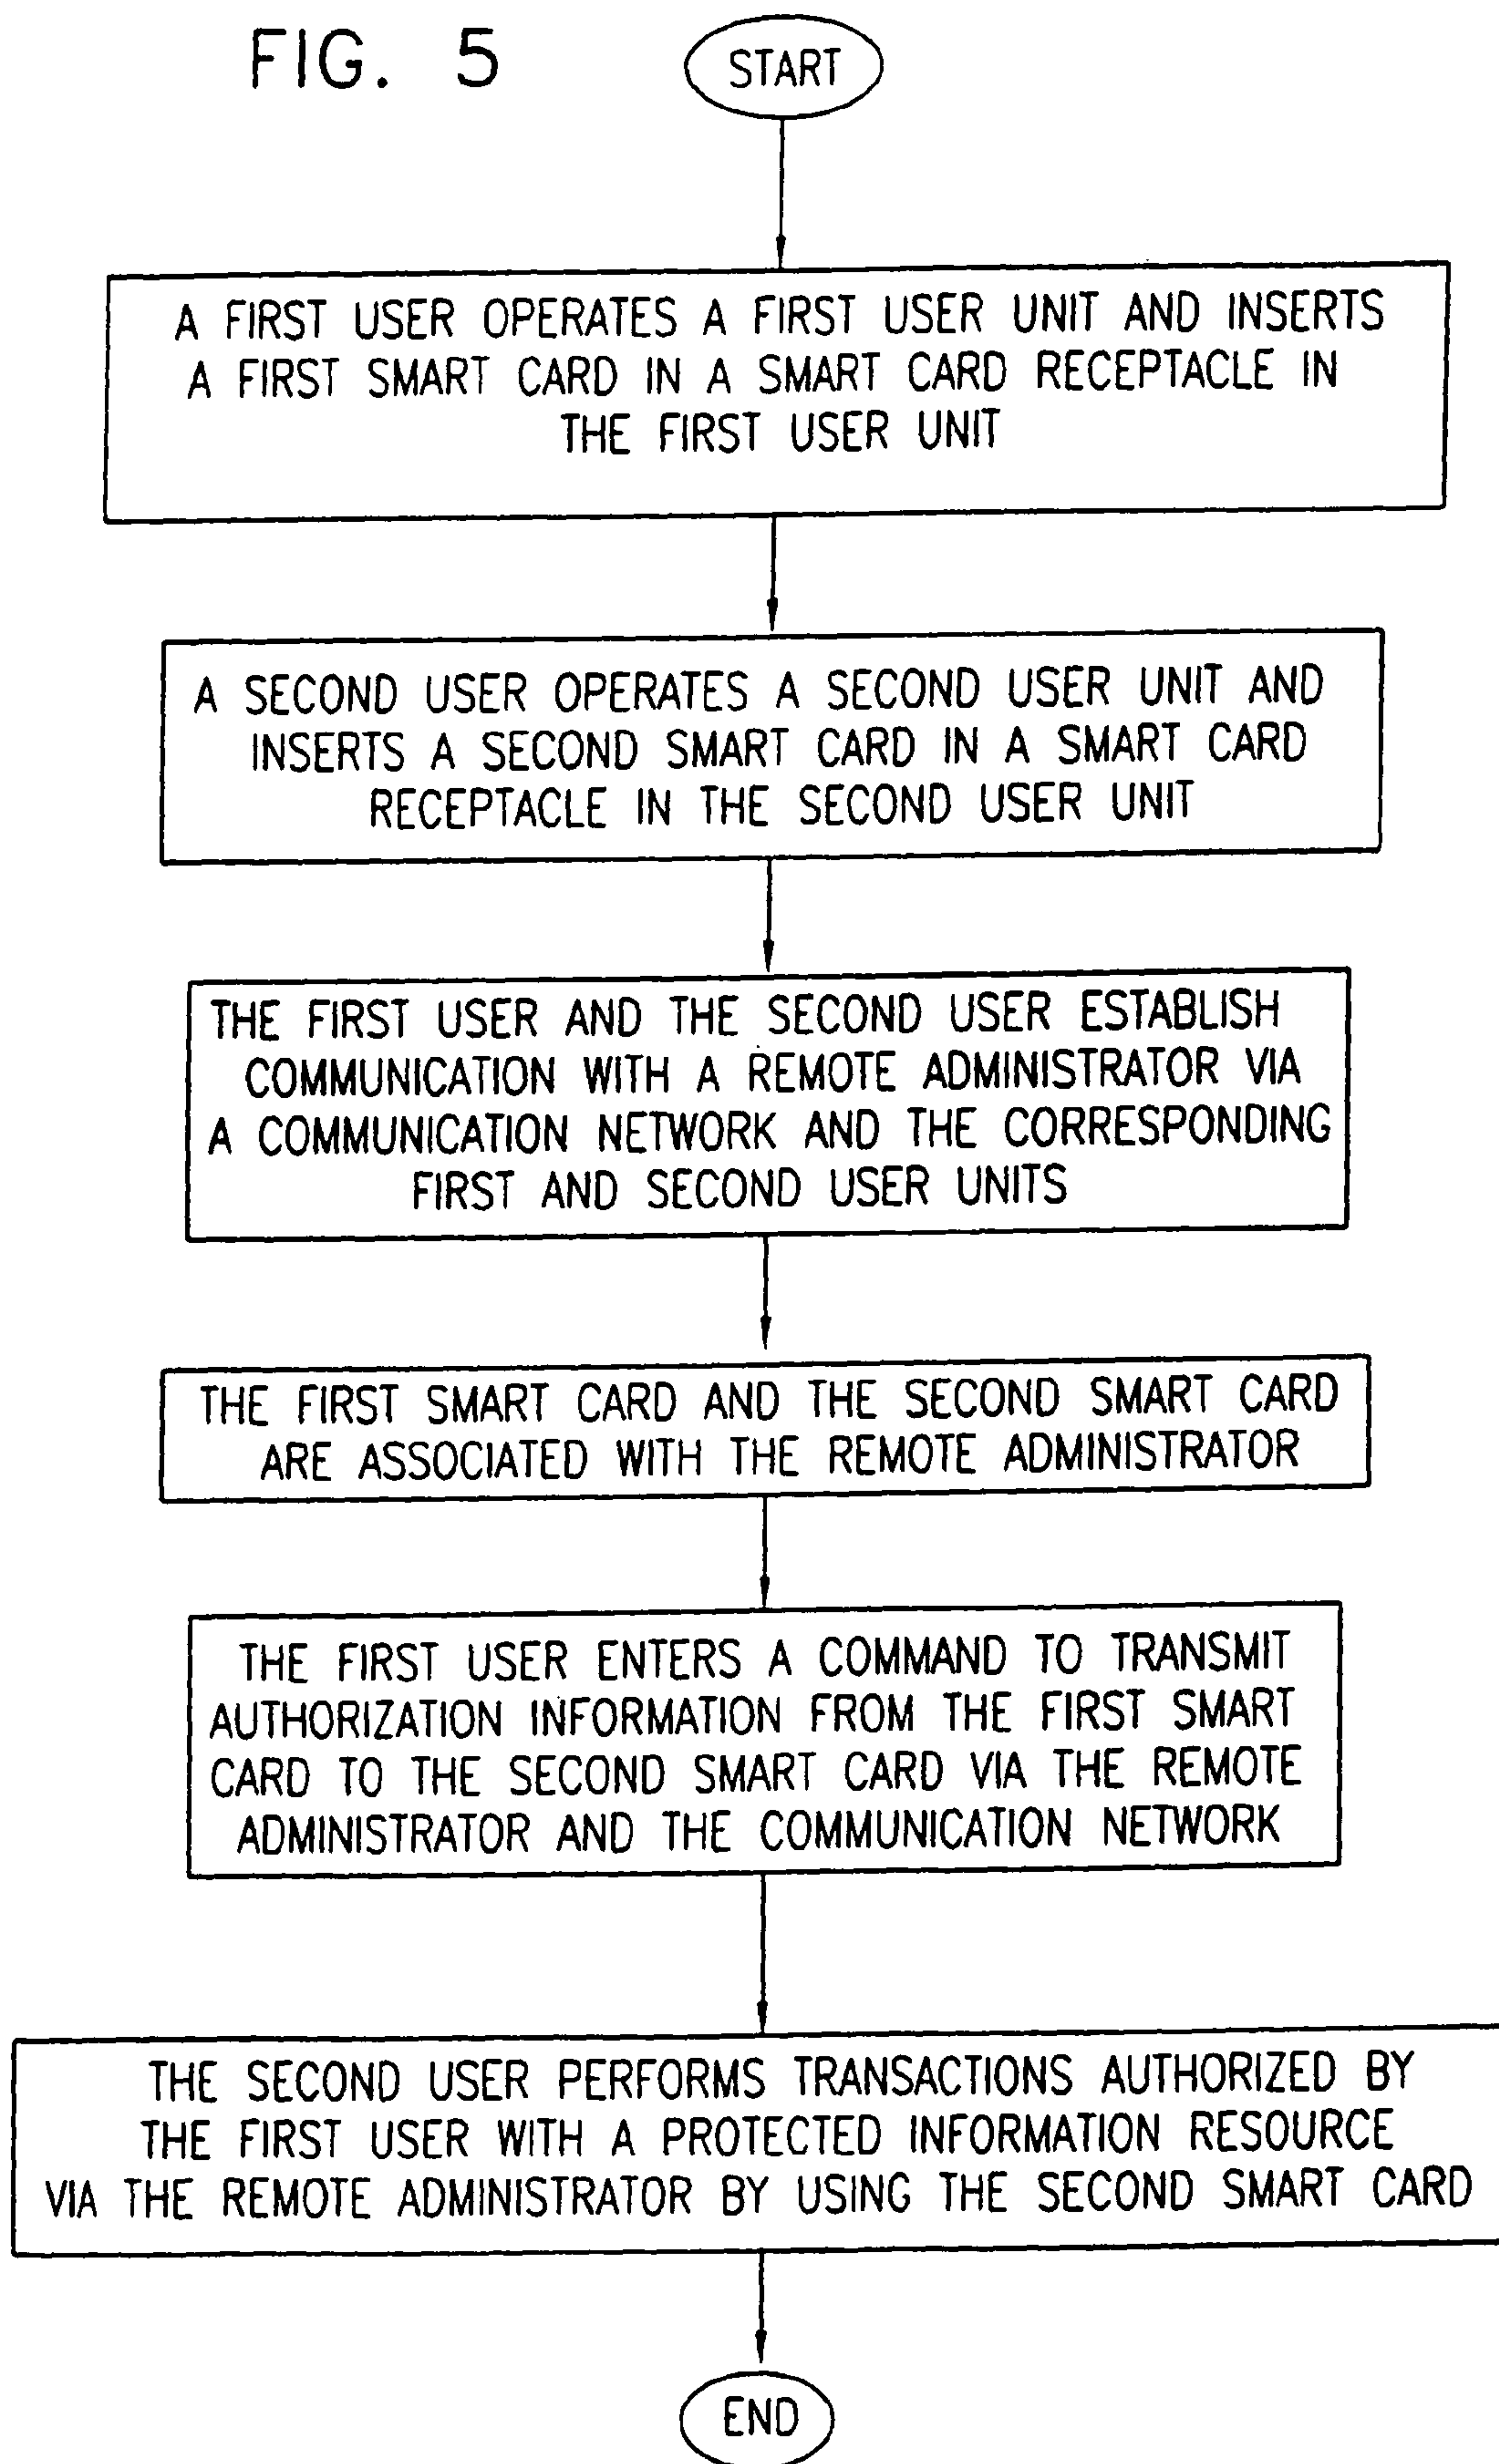 FIG. 5
START
A FIRST USER OPERATES A FIRST USER UNIT AND INSERTS
A FIRST SMART CARD IN A SMART CARD RECEPTACLE IN
THE FIRST USER UNIT
A SECOND USER OPERATES A SECOND USER UNIT AND
INSERTS A SECOND SMART CARD IN A SMART CARD
RECEPTACLE IN THE SECOND USER UNIT
THE FIRST USER AND THE SECOND USER ESTABLISH
COMMUNICATION WITH A REMOTE ADMINISTRATOR VIA
A COMMUNICATION NETWORK AND THE CORRESPONDING
FIRST AND SECOND USER UNITS
THE FIRST SMART CARD AND THE SECOND SMART CARD
ARE ASSOCIATED WITH THE REMOTE ADMINISTRATOR
THE FIRST USER ENTERS A COMMAND TO TRANSMIT
AUTHORIZATION INFORMATION FROM THE FIRST SMART
CARD TO THE SECOND SMART CARD VIA THE REMOTE
ADMINISTRATOR AND THE COMMUNICATION NETWORK
THE SECOND USER PERFORMS TRANSACTIONS AUTHORIZED BY
THE FIRST USER WITH A PROTECTED INFORMATION RESOURCE
VIA THE REMOTE ADMINISTRATOR BY USING THE SECOND SMART CARD
END